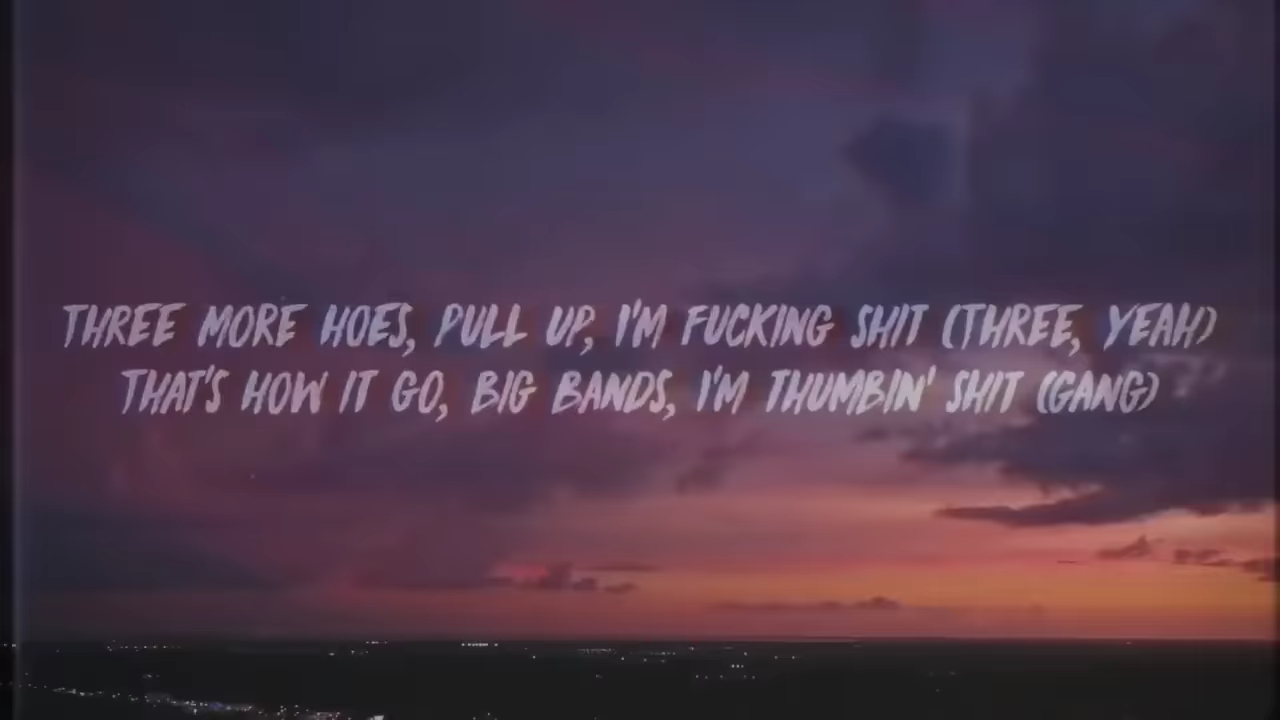 THREE MORE HOES, PULL UP, I'M FUCKING SHIT (THREE, YEAH)
THAT'S HOW IT GO, BIG BANDS, I'M THUMBIN' SHIT (GANG)